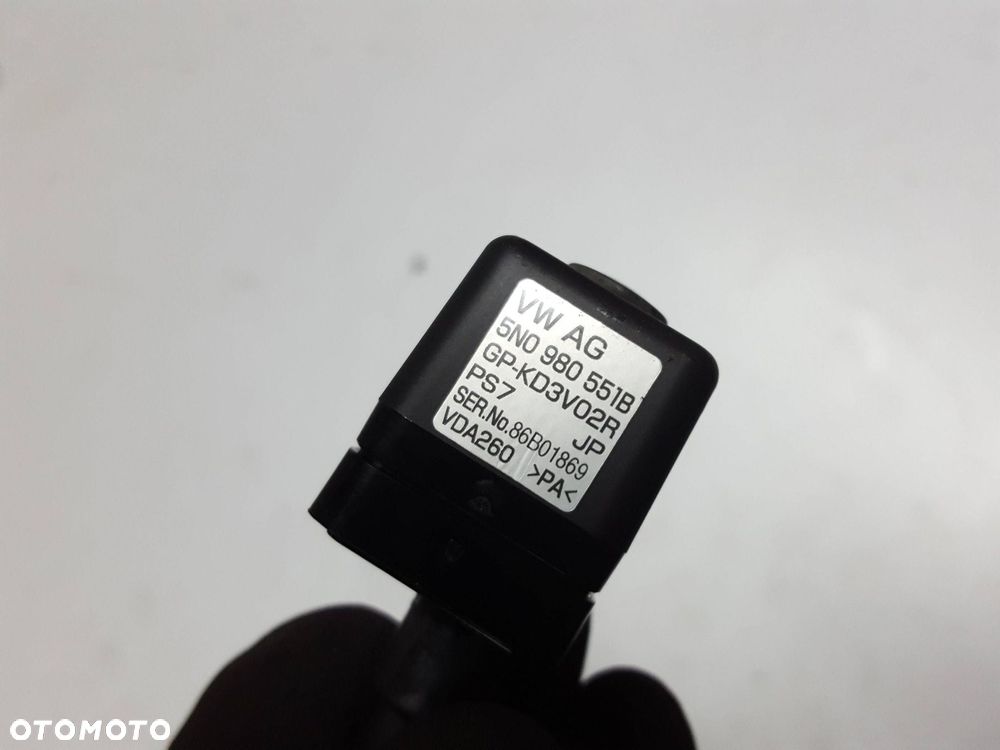 VW AG
5N0 980 551B
GP-KD3V02R
PS7 JP
SER.No.86B01869
VDA260 >PA<
OTOMOTO